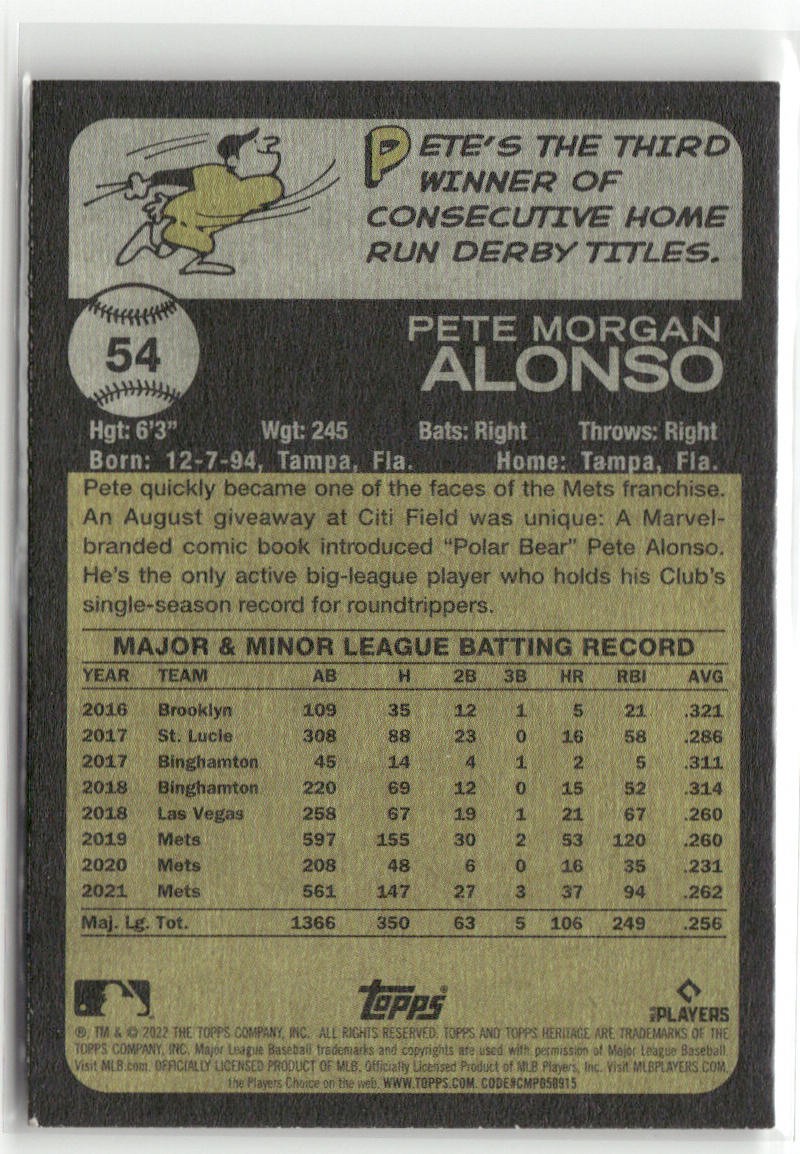 PETE'S THE THIRD
WINNER OF
CONSECUTIVE HOME
RUN DERBY TITLES.
54
PETE MORGAN
ALONSO
Hgt: 6'3" Wgt: 245 Bats: Right Throws: Right
Born: 12-7-94, Tampa, Fla. Home: Tampa, Fla.
Pete quickly became one of the faces of the Mets franchise.
An August giveaway at Citi Field was unique: A Marvel-
branded comic book introduced "Polar Bear" Pete Alonso.
He's the only active big-league player who holds his Club's
single-season record for roundtrippers.
MAJOR & MINOR LEAGUE BATTING RECORD
YEAR TEAM AB H 2B 3B HR RBI AVG
2016 Brooklyn 109 35 12 1 5 21 .321
2017 St. Lucie 308 88 23 0 16 58 .286
2017 Binghamton 45 14 4 1 2 5 .311
2018 Binghamton 220 69 12 0 15 52 .314
2018 Las Vegas 258 67 19 1 21 67 .260
2019 Mets 597 155 30 2 53 120 .260
2020 Mets 208 48 6 0 16 35 .231
2021 Mets 561 147 27 3 37 94 .262
Maj. Lg. Tot. 1366 350 63 5 106 249 .256
Topps
PLAYERS
® TM & © 2022 THE TOPPS COMPANY, INC. ALL RIGHTS RESERVED. TOPPS AND TOPPS HERITAGE ARE TRADEMARKS OF THE
TOPPS COMPANY, INC. Major League Baseball trademarks and copyrights are used with permission of Major League Baseball.
Visit MLB.com. OFFICIALLY LICENSED PRODUCT OF MLB. Officially Licensed Product of MLB Players, Inc. Visit MLBPLAYERS.COM,
the Players Choice on the web. WWW.TOPPS.COM. CODE#CMP058915